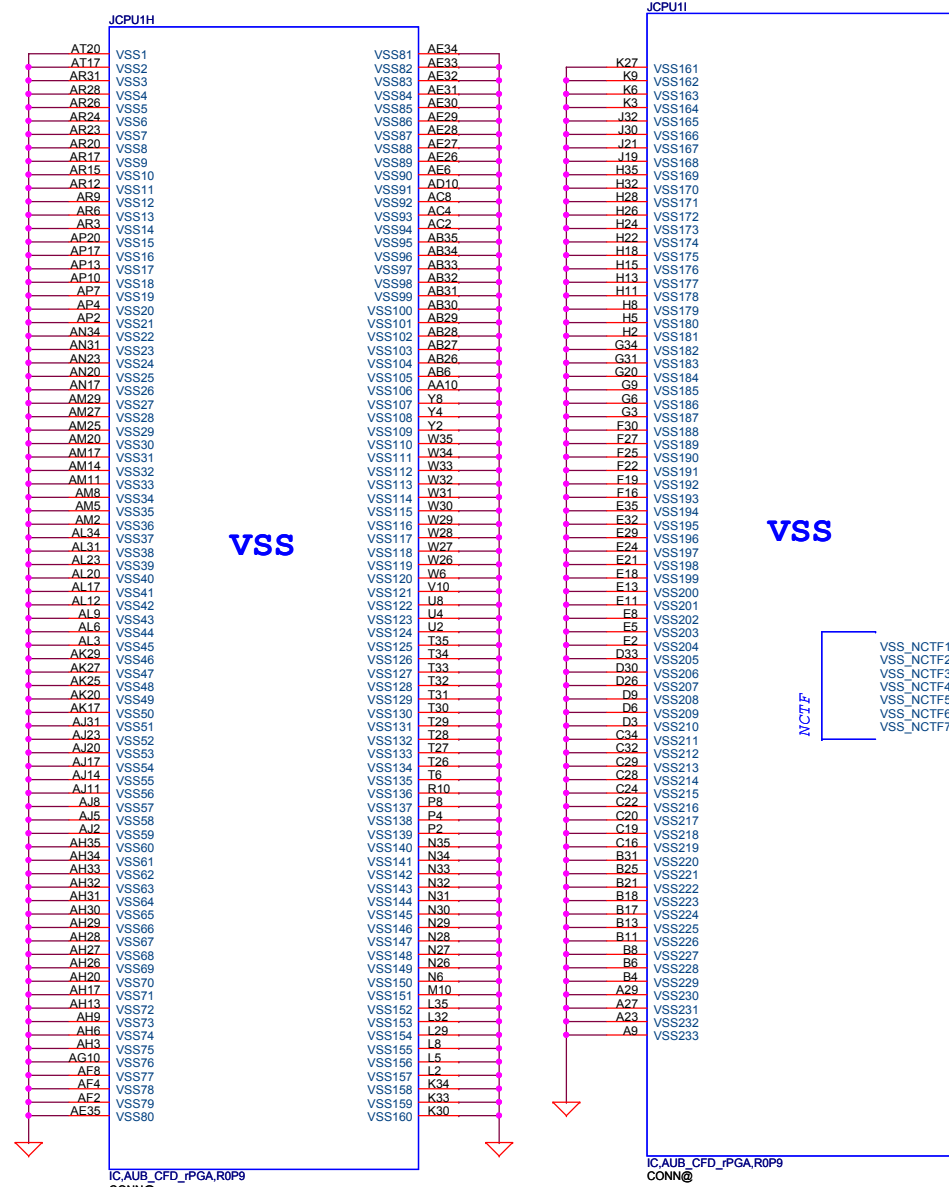 JCPU1H
AT20 VSS1 VSS81 AE34
AT17 VSS2 VSS82 AE33
AR31 VSS3 VSS83 AE32
AR28 VSS4 VSS84 AE31
AR26 VSS5 VSS85 AE30
AR24 VSS6 VSS86 AE29
AR23 VSS7 VSS87 AE28
AR20 VSS8 VSS88 AE27
AR17 VSS9 VSS89 AE26
AR15 VSS10 VSS90 AE6
AR12 VSS11 VSS91 AD10
AR9 VSS12 VSS92 AC8
AR6 VSS13 VSS93 AC4
AR3 VSS14 VSS94 AC2
AP20 VSS15 VSS95 AB35
AP17 VSS16 VSS96 AB34
AP13 VSS17 VSS97 AB33
AP10 VSS18 VSS98 AB32
AP7 VSS19 VSS99 AB31
AP4 VSS20 VSS100 AB30
AP2 VSS21 VSS101 AB29
AN34 VSS22 VSS102 AB28
AN31 VSS23 VSS103 AB27
AN23 VSS24 VSS104 AB26
AN20 VSS25 VSS105 AB6
AN17 VSS26 VSS106 AA10
AM29 VSS27 VSS107 Y8
AM27 VSS28 VSS108 Y4
AM25 VSS29 VSS109 Y2
AM20 VSS30 VSS110 W35
AM17 VSS31 VSS111 W34
AM14 VSS32 VSS112 W33
AM11 VSS33 VSS113 W32
AM8 VSS34 VSS114 W31
AM5 VSS35 VSS115 W30
AM2 VSS36 VSS116 W29
AL34 VSS37 VSS117 W28
AL31 VSS38 VSS118 W27
AL23 VSS39 VSS119 W26
AL20 VSS40 VSS120 W6
AL17 VSS41 VSS121 V10
AL12 VSS42 VSS122 U8
AL9 VSS43 VSS123 U4
AL6 VSS44 VSS124 U2
AL3 VSS45 VSS125 T35
AK29 VSS46 VSS126 T34
AK27 VSS47 VSS127 T33
AK25 VSS48 VSS128 T32
AK20 VSS49 VSS129 T31
AK17 VSS50 VSS130 T30
AJ31 VSS51 VSS131 T29
AJ23 VSS52 VSS132 T28
AJ20 VSS53 VSS133 T27
AJ17 VSS54 VSS134 T26
AJ14 VSS55 VSS135 T6
AJ11 VSS56 VSS136 R10
AJ8 VSS57 VSS137 P8
AJ5 VSS58 VSS138 P4
AJ2 VSS59 VSS139 P2
AH35 VSS60 VSS140 N35
AH34 VSS61 VSS141 N34
AH33 VSS62 VSS142 N33
AH32 VSS63 VSS143 N32
AH31 VSS64 VSS144 N31
AH30 VSS65 VSS145 N30
AH29 VSS66 VSS146 N29
AH28 VSS67 VSS147 N28
AH27 VSS68 VSS148 N27
AH26 VSS69 VSS149 N26
AH20 VSS70 VSS150 N6
AH17 VSS71 VSS151 M10
AH13 VSS72 VSS152 L35
AH9 VSS73 VSS153 L32
AH6 VSS74 VSS154 L29
AH3 VSS75 VSS155 L8
AG10 VSS76 VSS156 L5
AF8 VSS77 VSS157 L2
AF4 VSS78 VSS158 K34
AF2 VSS79 VSS159 K33
AE35 VSS80 VSS160 K30
VSS
IC,AUB_CFD_rPGA,R0P9
CONN@
JCPU1I
K27 VSS161
K9 VSS162
K6 VSS163
K3 VSS164
J32 VSS165
J30 VSS166
J21 VSS167
J19 VSS168
H35 VSS169
H32 VSS170
H28 VSS171
H26 VSS172
H24 VSS173
H22 VSS174
H18 VSS175
H15 VSS176
H13 VSS177
H11 VSS178
H8 VSS179
H5 VSS180
H2 VSS181
G34 VSS182
G31 VSS183
G20 VSS184
G9 VSS185
G6 VSS186
G3 VSS187
F30 VSS188
F27 VSS189
F25 VSS190
F22 VSS191
F19 VSS192
F16 VSS193
E35 VSS194
E32 VSS195
E29 VSS196
E24 VSS197
E21 VSS198
E18 VSS199
E13 VSS200
E11 VSS201
E8 VSS202
E5 VSS203
E2 VSS204
D33 VSS205
D30 VSS206
D26 VSS207
D9 VSS208
D6 VSS209
D3 VSS210
C34 VSS211
C32 VSS212
C29 VSS213
C28 VSS214
C24 VSS215
C22 VSS216
C20 VSS217
C19 VSS218
C16 VSS219
B31 VSS220
B25 VSS221
B21 VSS222
B18 VSS223
B17 VSS224
B13 VSS225
B11 VSS226
B8 VSS227
B6 VSS228
B4 VSS229
A29 VSS230
A27 VSS231
A23 VSS232
A9 VSS233
VSS
NCTF
VSS_NCTF1
VSS_NCTF2
VSS_NCTF3
VSS_NCTF4
VSS_NCTF5
VSS_NCTF6
VSS_NCTF7
IC,AUB_CFD_rPGA,R0P9
CONN@